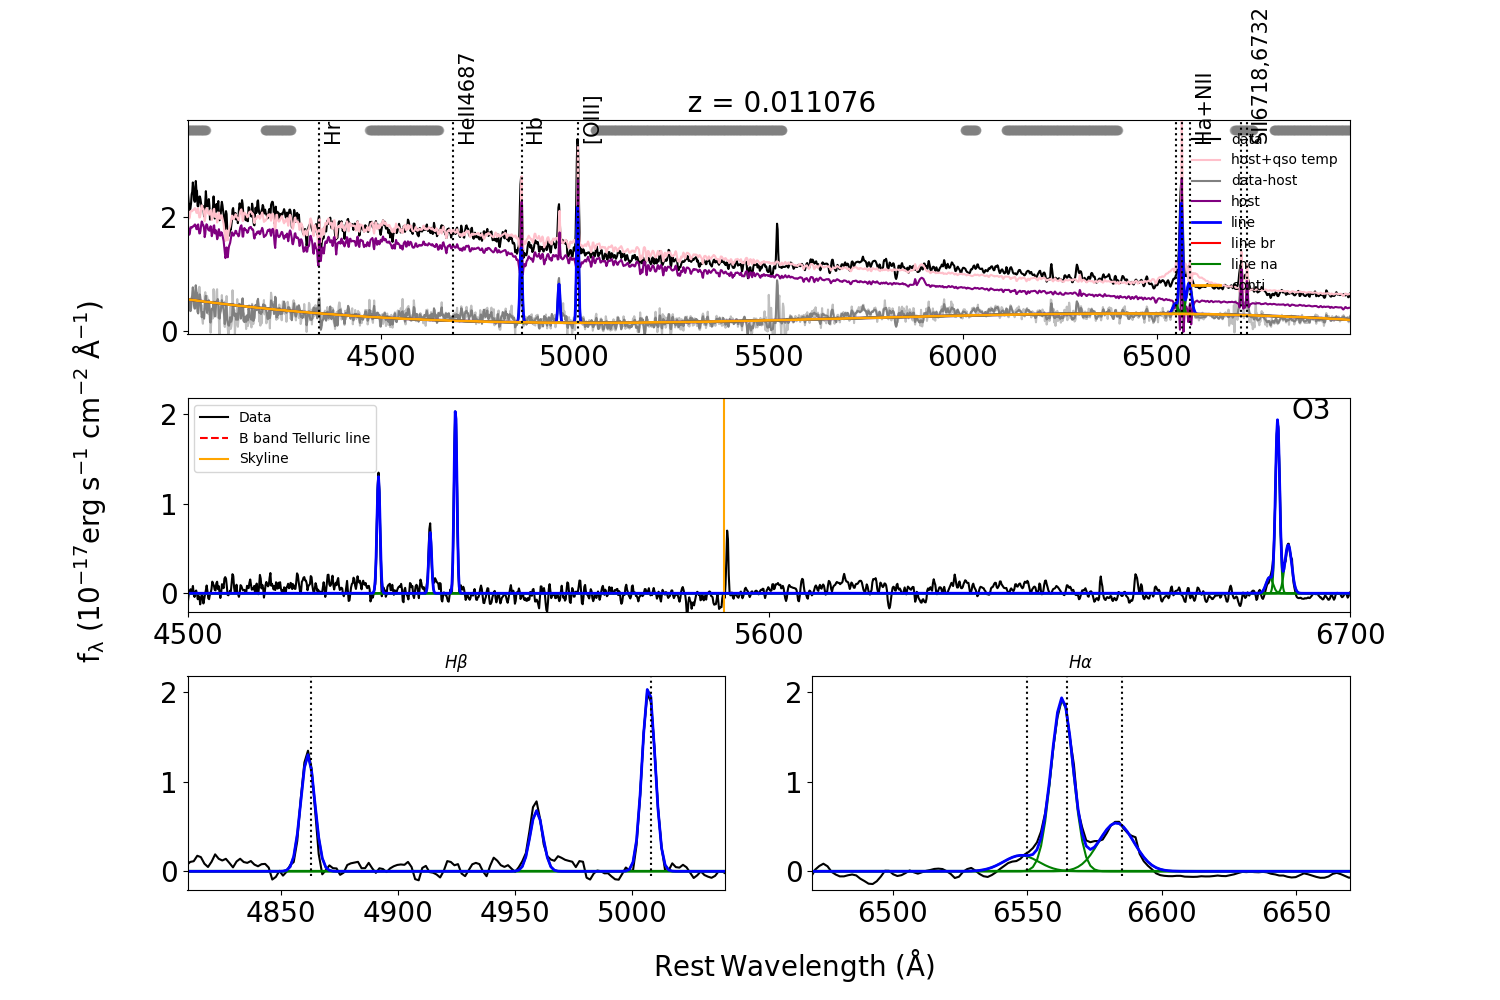 z = 0.011076
Hr
HeII4687
Hb
[OIII]
Ha+NII
SII6718,6732
data
host+qso temp
data-host
host
line
line br
line na
conti
2
0
4500 5000 5500 6000 6500
fλ (10⁻¹⁷erg s⁻¹ cm⁻² Å⁻¹)
Data
B band Telluric line
Skyline
O3
2
1
0
4500 5600 6700
Hβ
2
1
0
4850 4900 4950 5000
Hα
2
1
0
6500 6550 6600 6650
Rest Wavelength (Å)